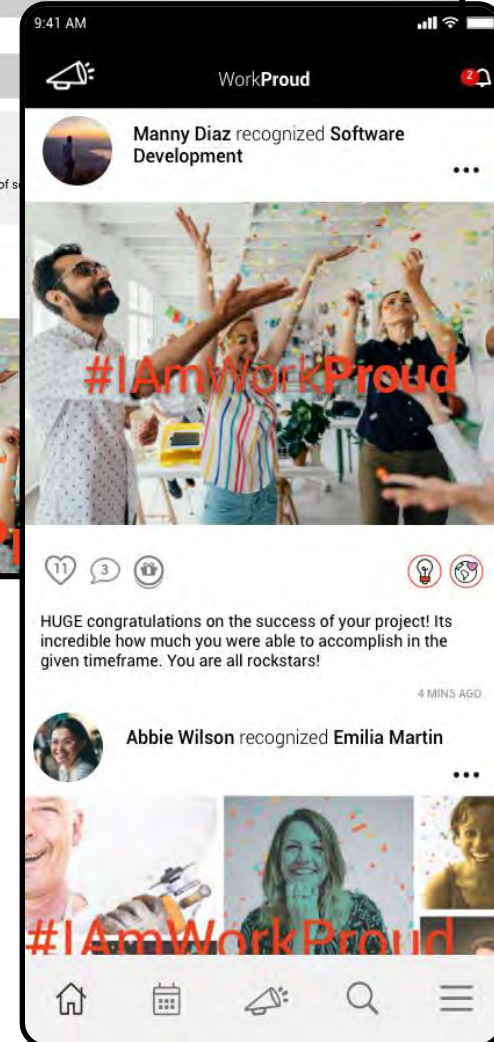 9:41 AM
WorkProud
2
Manny Diaz recognized Software
Development
#IAmWorkProud
11
3
HUGE congratulations on the success of your project! Its
incredible how much you were able to accomplish in the
given timeframe. You are all rockstars!
4 MINS AGO
Abbie Wilson recognized Emilia Martin
#IAmWorkProud
of